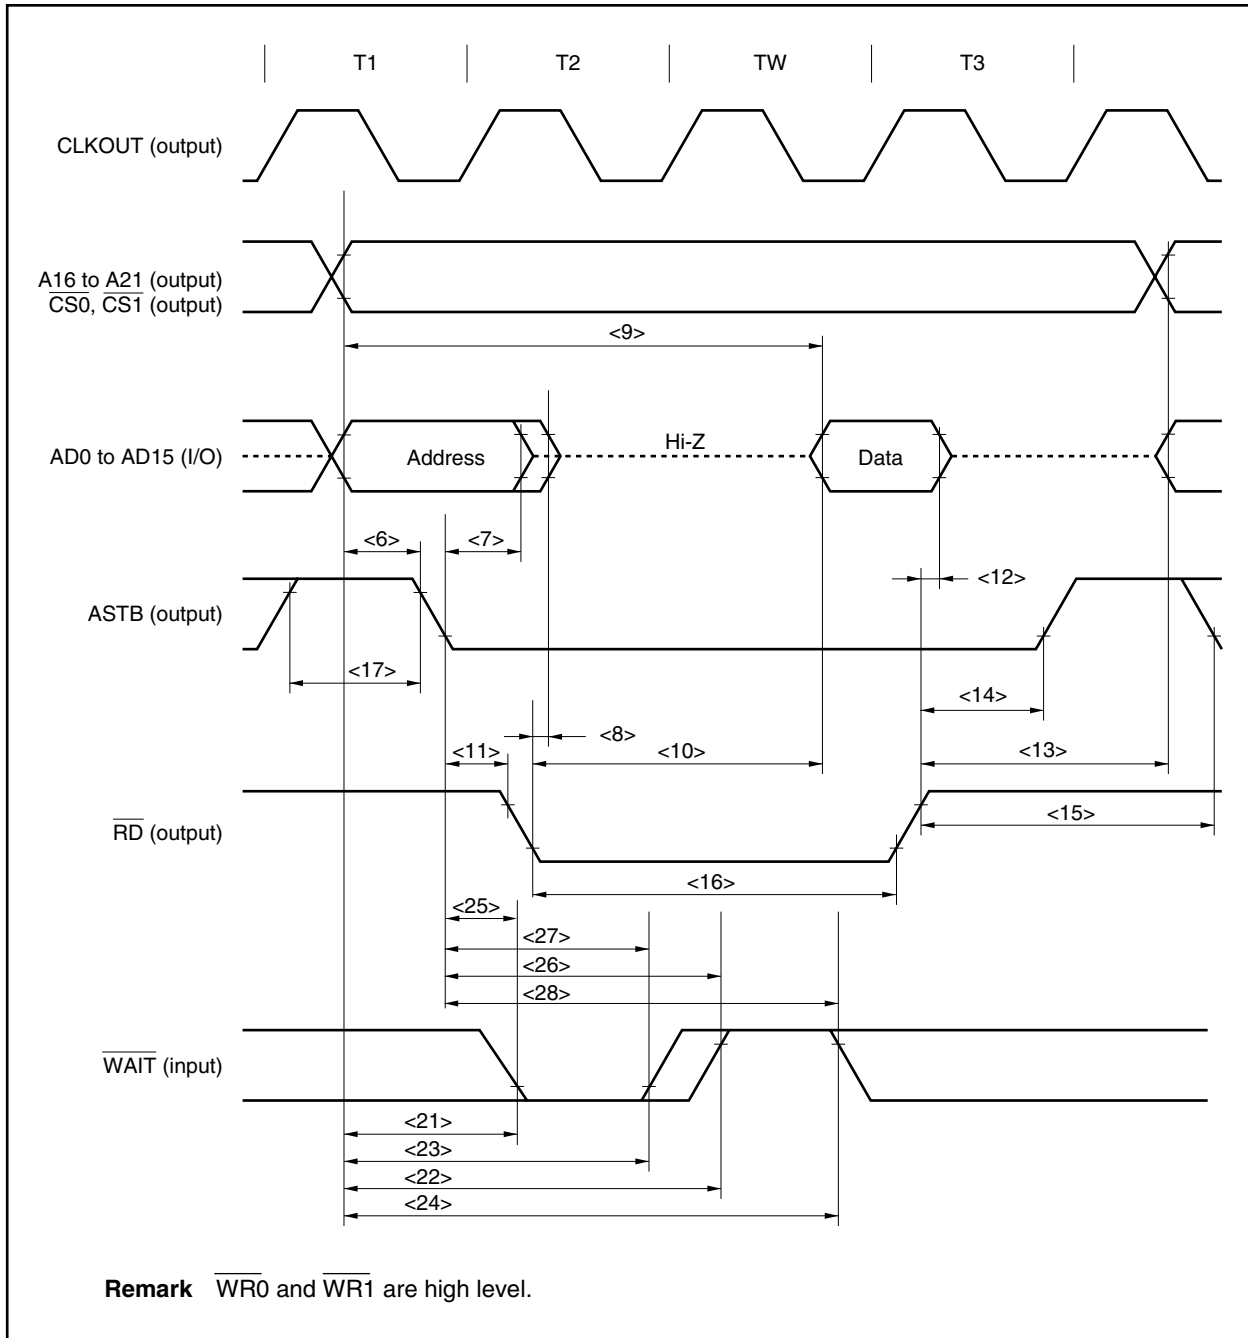 T1 T2 TW T3
CLKOUT (output)
A16 to A21 (output)
CS0, CS1 (output)
<9>
Hi-Z
AD0 to AD15 (I/O) Address Data
<6> <7>
<12>
ASTB (output)
<17>
<14>
<8>
<11> <10> <13>
<15>
RD (output)
<16>
<25>
<27>
<26>
<28>
WAIT (input)
<21>
<23>
<22>
<24>
Remark WR0 and WR1 are high level.